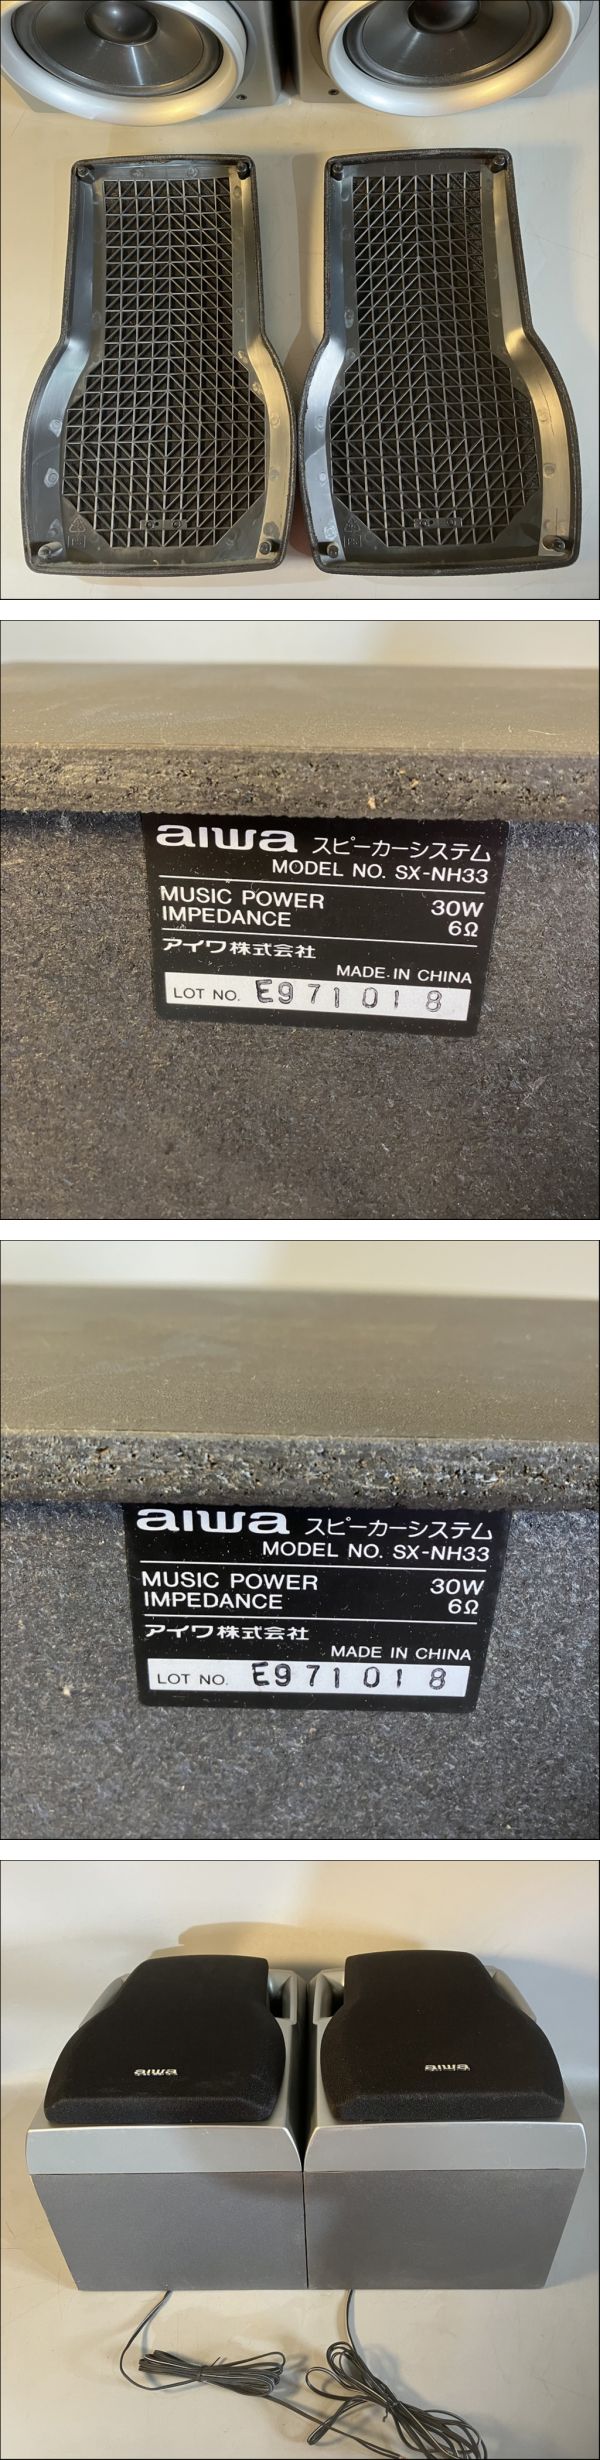 aiwa スピーカーシステム
MODEL NO. SX-NH33
MUSIC POWER 30W
IMPEDANCE 6Ω
アイワ株式会社
MADE IN CHINA
LOT NO. E971018
aiwa スピーカーシステム
MODEL NO. SX-NH33
MUSIC POWER 30W
IMPEDANCE 6Ω
アイワ株式会社
MADE IN CHINA
LOT NO. E971018
aiwa
aiwa